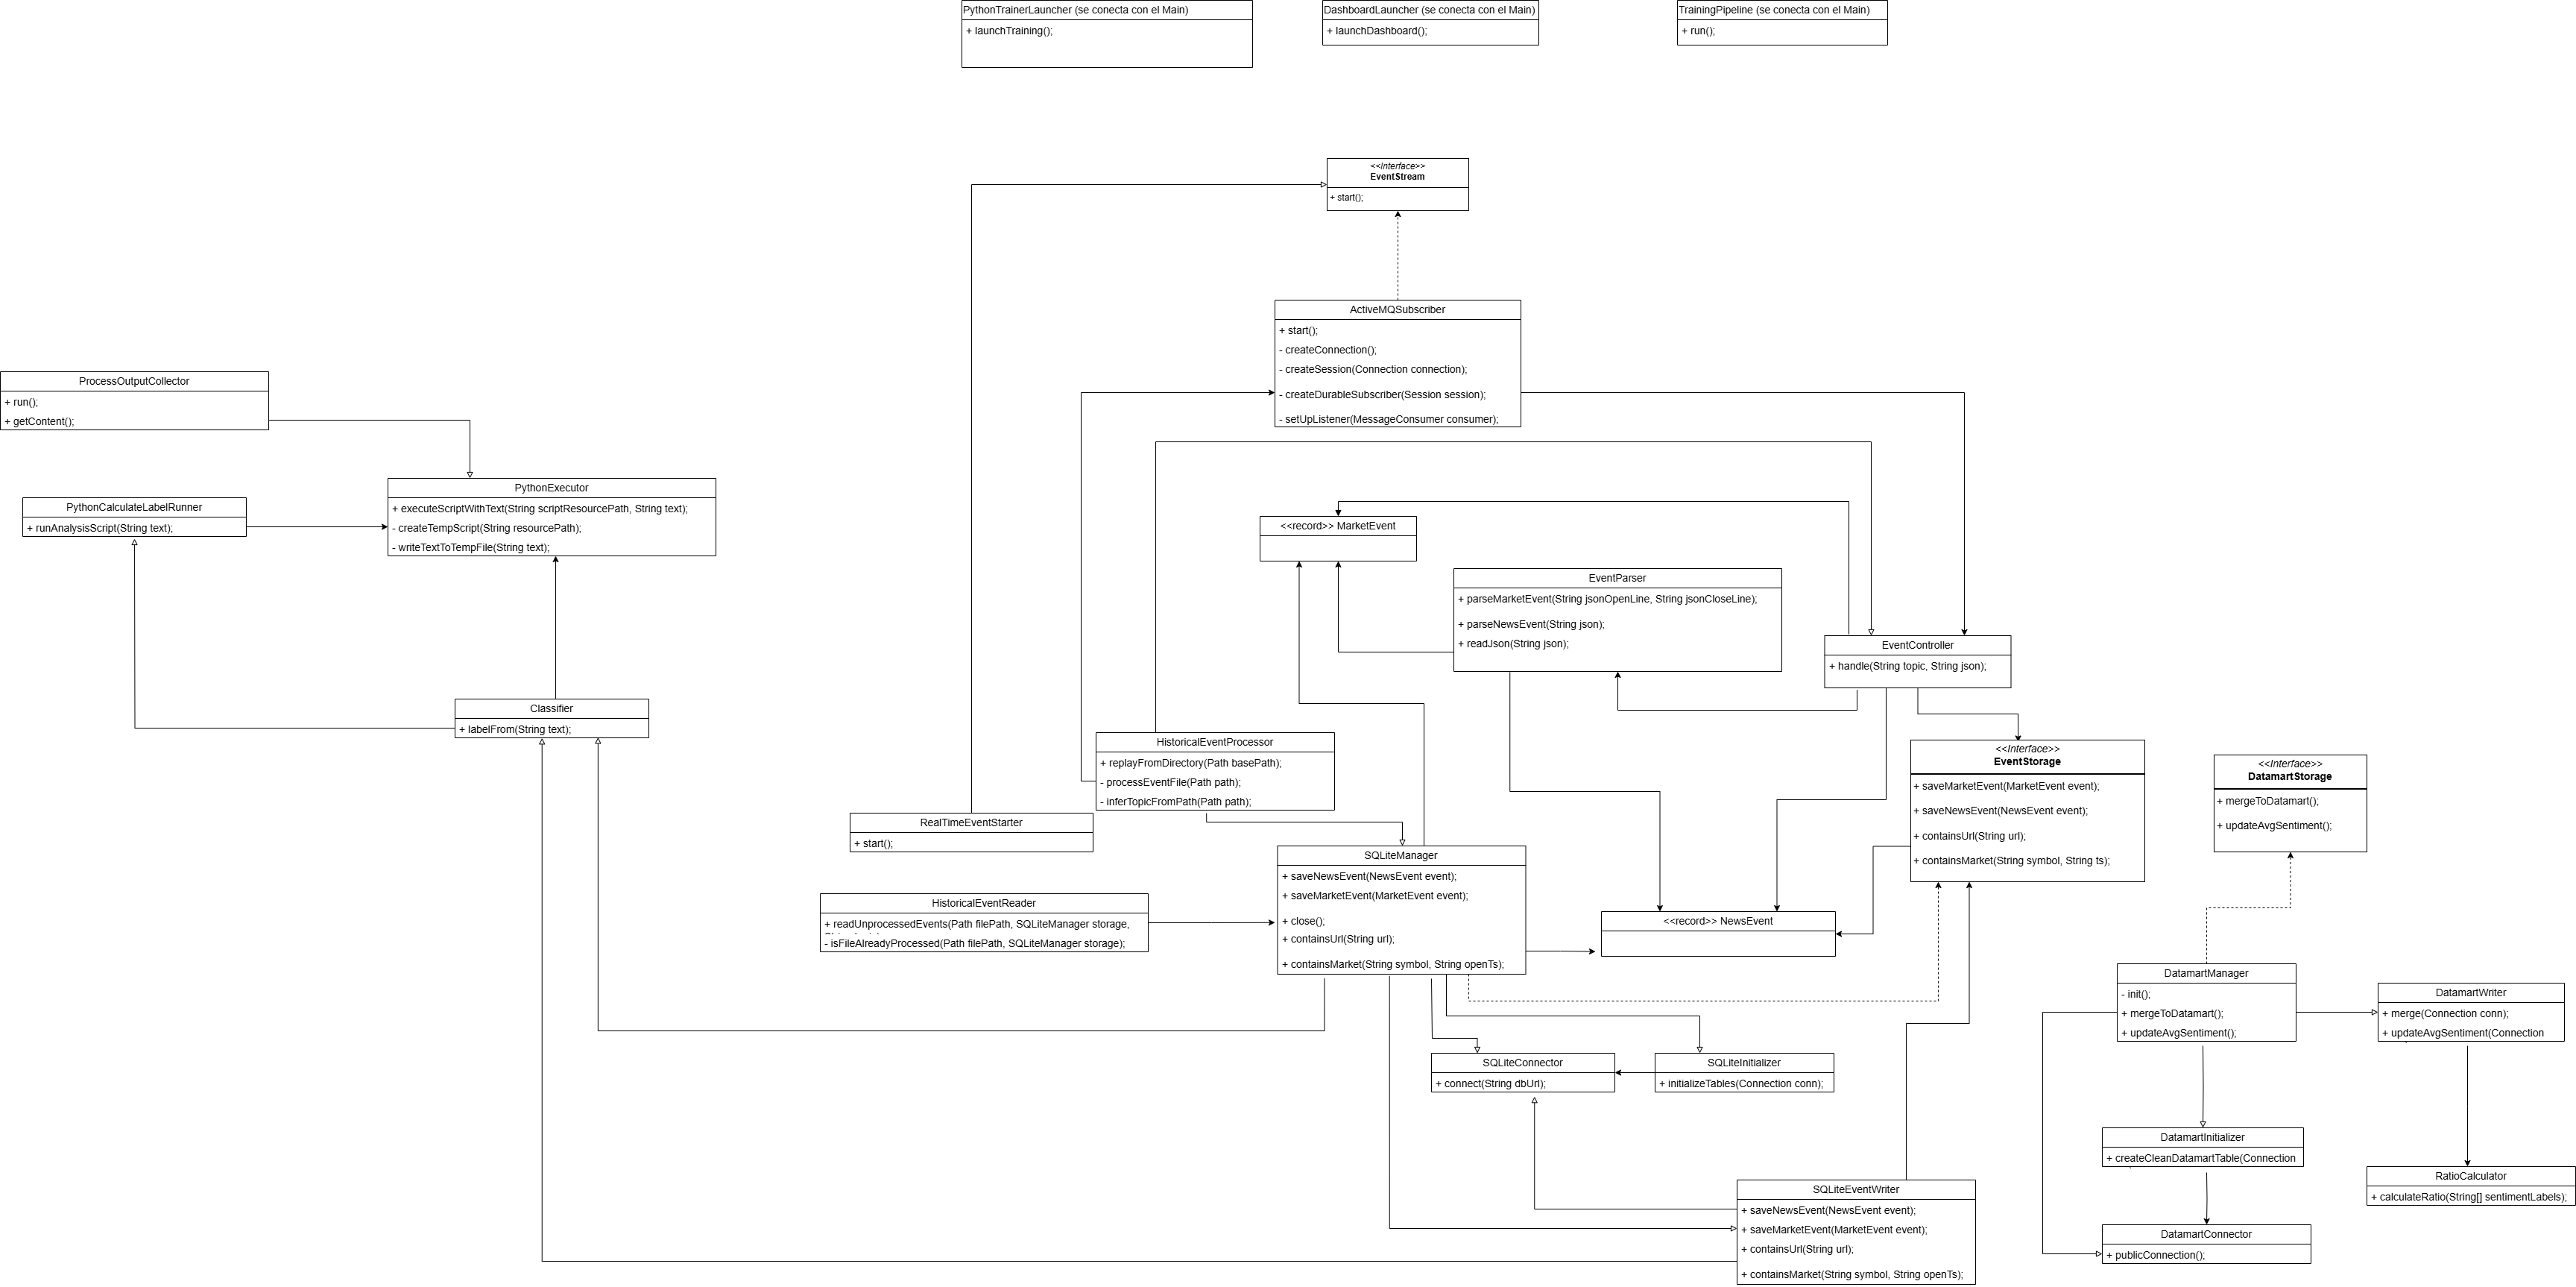 PythonTrainerLauncher (se conecta con el Main)
+ launchTraining();
DashboardLauncher (se conecta con el Main)
+ launchDashboard();
TrainingPipeline (se conecta con el Main)
+ run();
<<Interface>>
EventStream
+ start();
ActiveMQSubscriber
+ start();
- createConnection();
- createSession(Connection connection);
- createDurableSubscriber(Session session);
- setUpListener(MessageConsumer consumer);
ProcessOutputCollector
+ run();
+ getContent();
PythonCalculateLabelRunner
+ runAnalysisScript(String text);
PythonExecutor
+ executeScriptWithText(String scriptResourcePath, String text);
- createTempScript(String resourcePath);
- writeTextToTempFile(String text);
<<record>> MarketEvent
EventParser
+ parseMarketEvent(String jsonOpenLine, String jsonCloseLine);
+ parseNewsEvent(String json);
+ readJson(String json);
EventController
+ handle(String topic, String json);
Classifier
+ labelFrom(String text);
HistoricalEventProcessor
+ replayFromDirectory(Path basePath);
- processEventFile(Path path);
- inferTopicFromPath(Path path);
RealTimeEventStarter
+ start();
<<Interface>>
EventStorage
+ saveMarketEvent(MarketEvent event);
+ saveNewsEvent(NewsEvent event);
+ containsUrl(String url);
+ containsMarket(String symbol, String ts);
<<Interface>>
DatamartStorage
+ mergeToDatamart();
+ updateAvgSentiment();
SQLiteManager
+ saveNewsEvent(NewsEvent event);
+ saveMarketEvent(MarketEvent event);
+ close();
+ containsUrl(String url);
+ containsMarket(String symbol, String openTs);
HistoricalEventReader
+ readUnprocessedEvents(Path filePath, SQLiteManager storage,
- isFileAlreadyProcessed(Path filePath, SQLiteManager storage);
<<record>> NewsEvent
DatamartManager
- init();
+ mergeToDatamart();
+ updateAvgSentiment();
DatamartWriter
+ merge(Connection conn);
+ updateAvgSentiment(Connection
SQLiteConnector
+ connect(String dbUrl);
SQLiteInitializer
+ initializeTables(Connection conn);
DatamartInitializer
+ createCleanDatamartTable(Connection
RatioCalculator
+ calculateRatio(String[] sentimentLabels);
SQLiteEventWriter
+ saveNewsEvent(NewsEvent event);
+ saveMarketEvent(MarketEvent event);
+ containsUrl(String url);
+ containsMarket(String symbol, String openTs);
DatamartConnector
+ publicConnection();